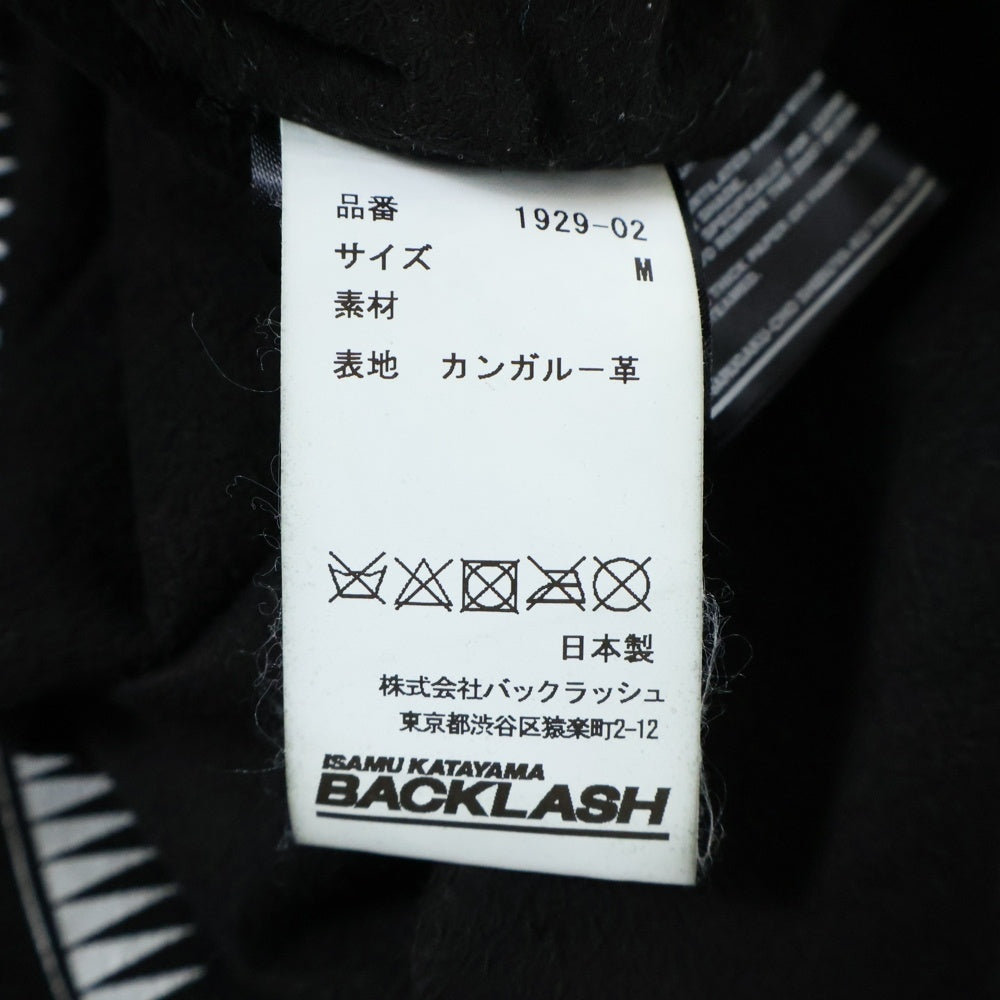 品番 1929-02
サイズ M
素材
表地 カンガルー革
日本製
株式会社バックラッシュ
東京都渋谷区猿楽町2-12
ISAMU KATAYAMA
BACKLASH